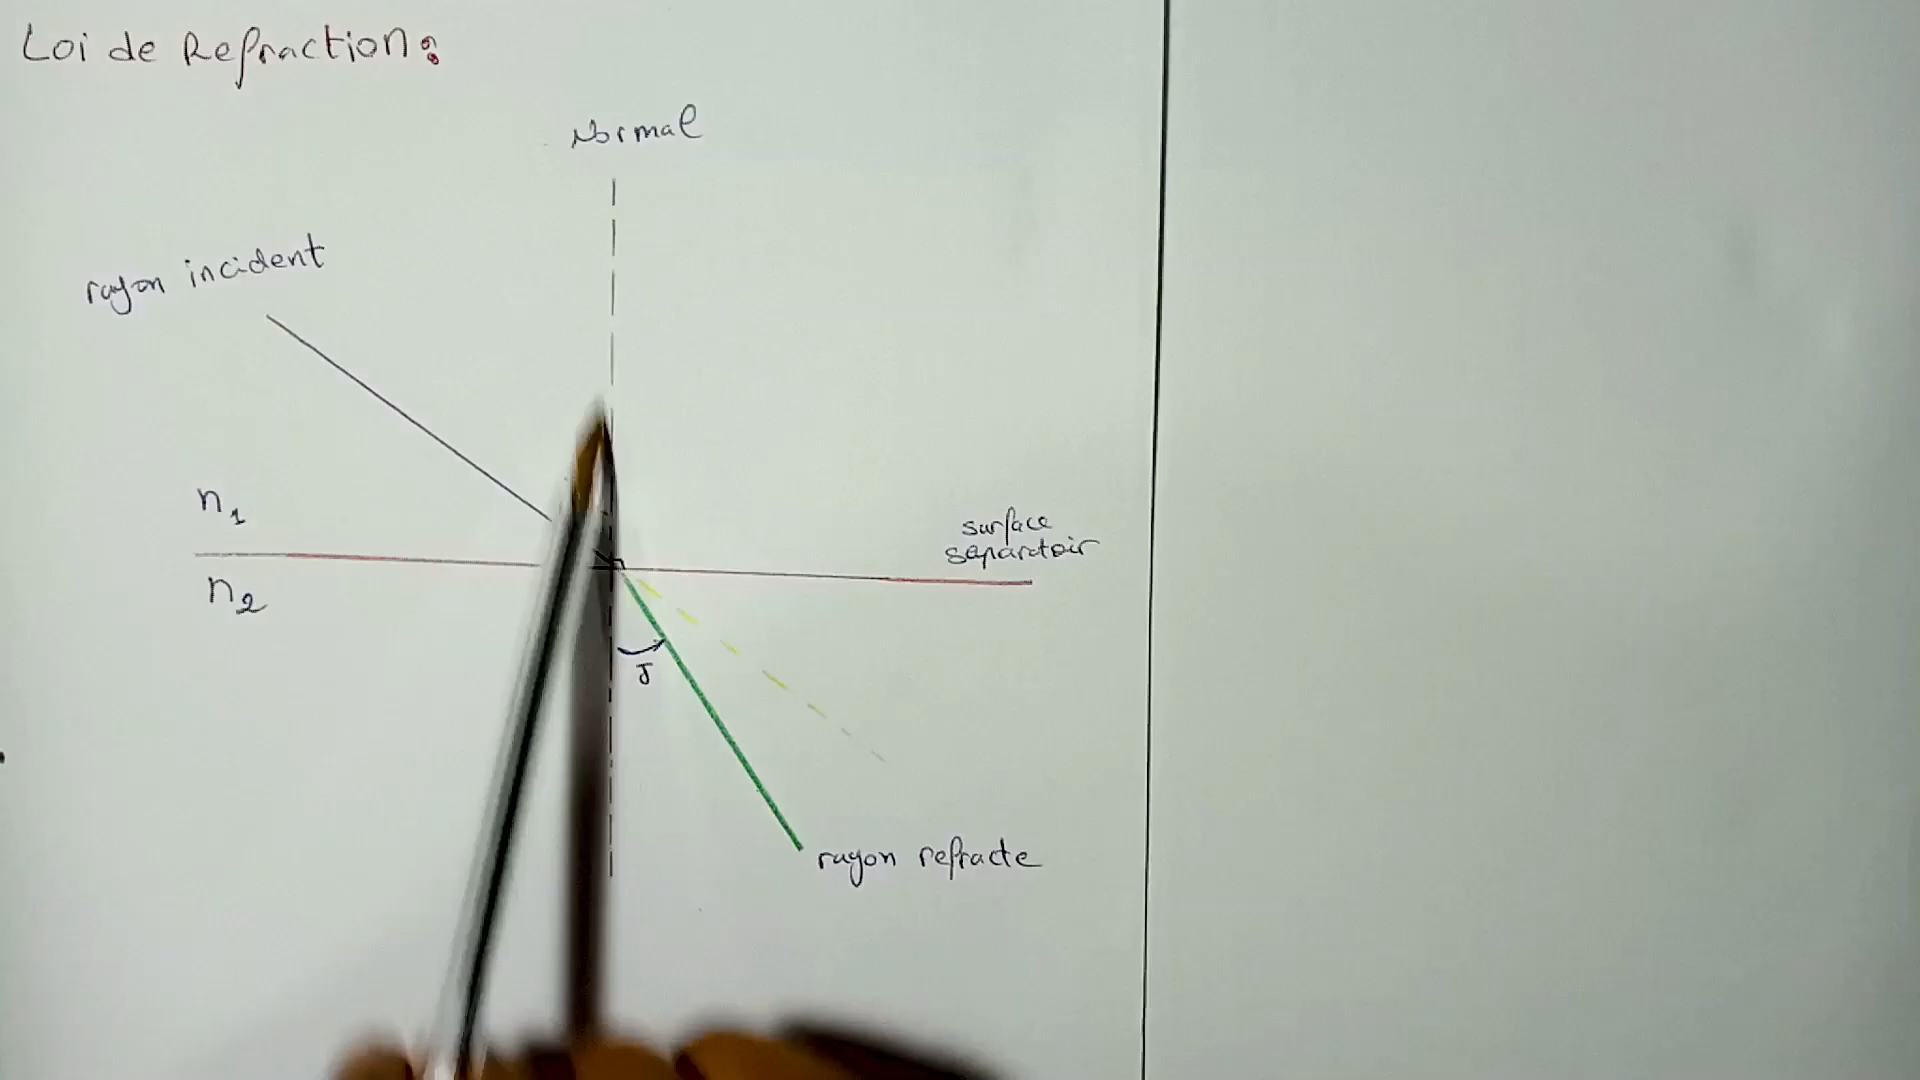 Loi de Refraction:
Normal
rayon incident
n1
surface
separatoir
n2
J
rayon refracte